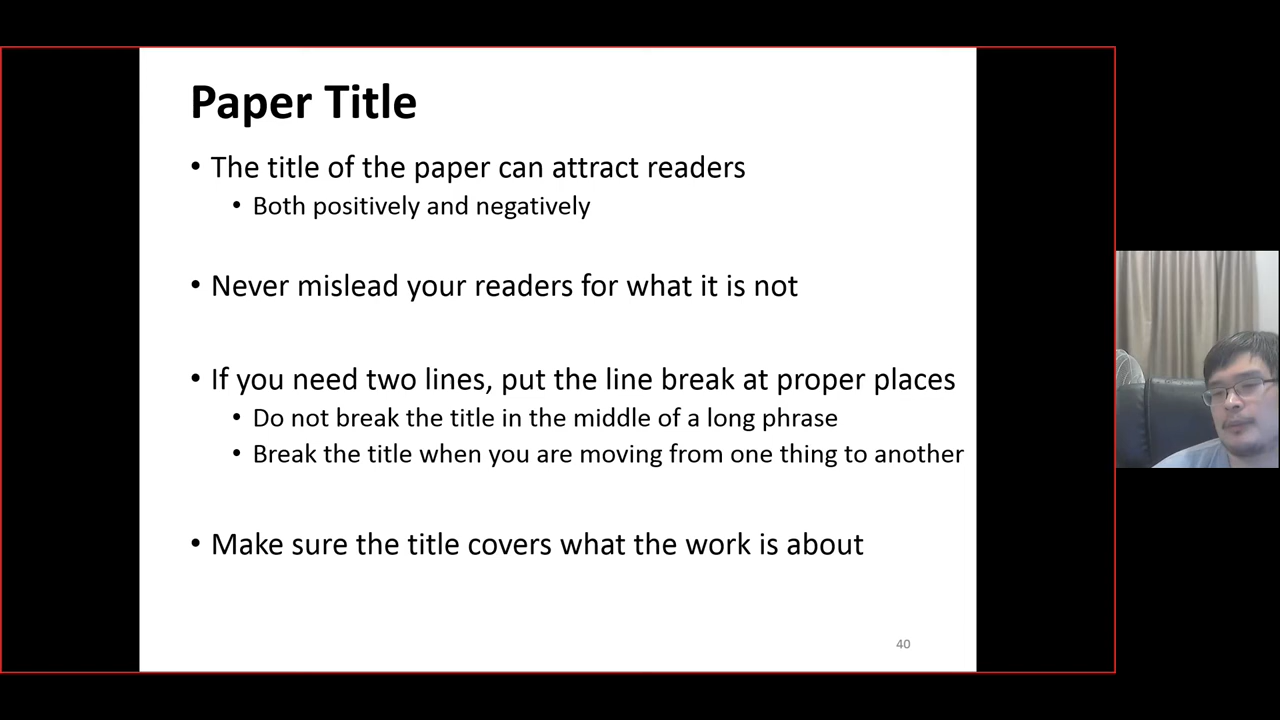 Paper Title
• The title of the paper can attract readers
• Both positively and negatively
• Never mislead your readers for what it is not
• If you need two lines, put the line break at proper places
• Do not break the title in the middle of a long phrase
• Break the title when you are moving from one thing to another
• Make sure the title covers what the work is about
40